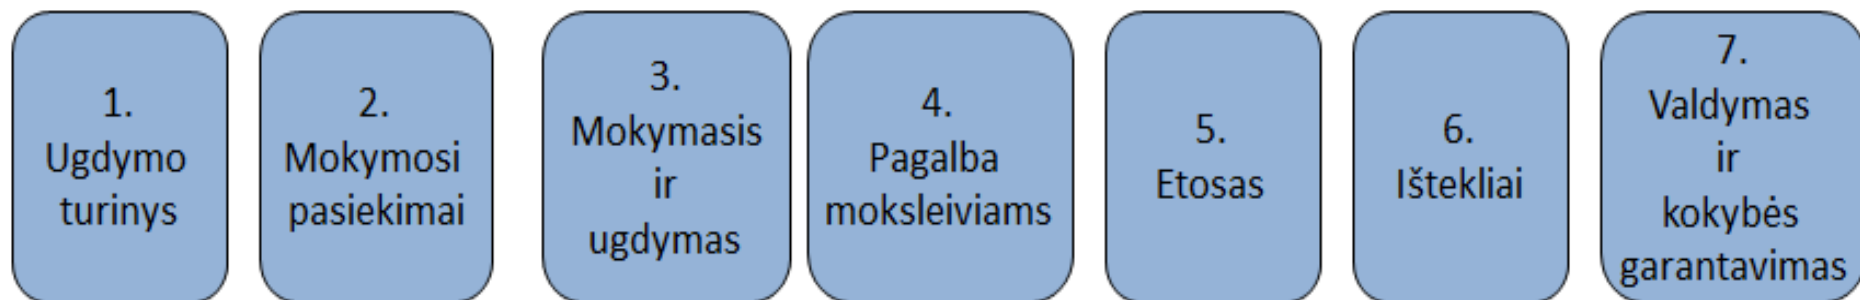 1.
Ugdymo
turinys
2.
Mokymosi
pasiekimai
3.
Mokymasis
ir
ugdymas
4.
Pagalba
moksleiviams
5.
Etosas
6.
Ištekliai
7.
Valdymas
ir
kokybės
garantavimas